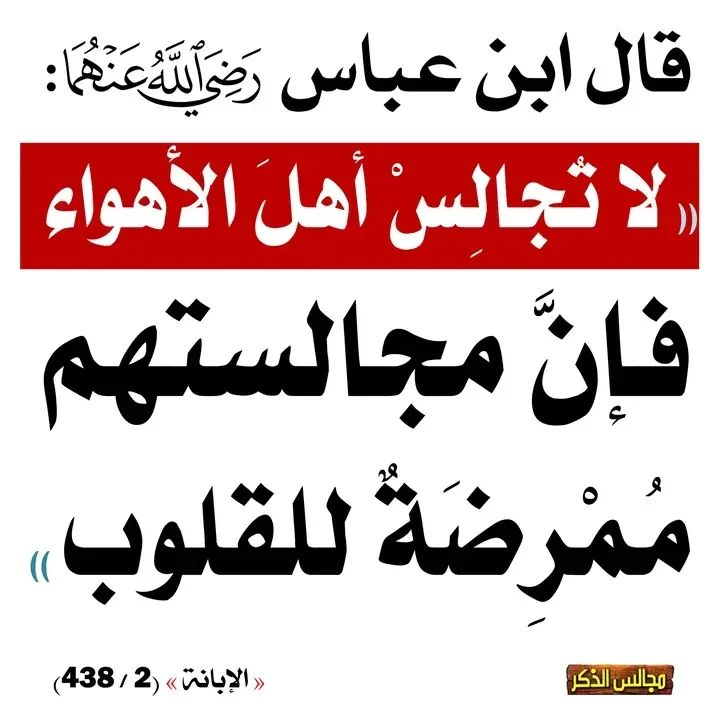 قال ابن عباس رَضِيَ ٱللَّهُ عَنْهُمَا:
(( لا تُجالِسْ أهلَ الأهواءِ
فإنَّ مجالستهم
مُمْرِضَةٌ للقلوب ))
« الإبانة » (2 / 438)
مجالس الذكر